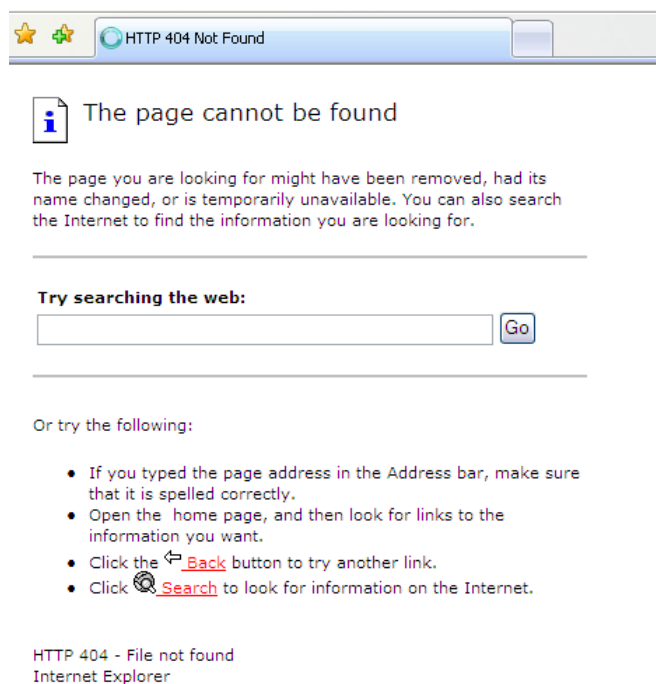 HTTP 404 Not Found
i
The page cannot be found
The page you are looking for might have been removed, had its
name changed, or is temporarily unavailable. You can also search
the Internet to find the information you are looking for.
Try searching the web:
Go
Or try the following:
If you typed the page address in the Address bar, make sure
that it is spelled correctly.
Open the  home page, and then look for links to the
information you want.
Click the Back button to try another link.
Click Search to look for information on the Internet.
HTTP 404 - File not found
Internet Explorer